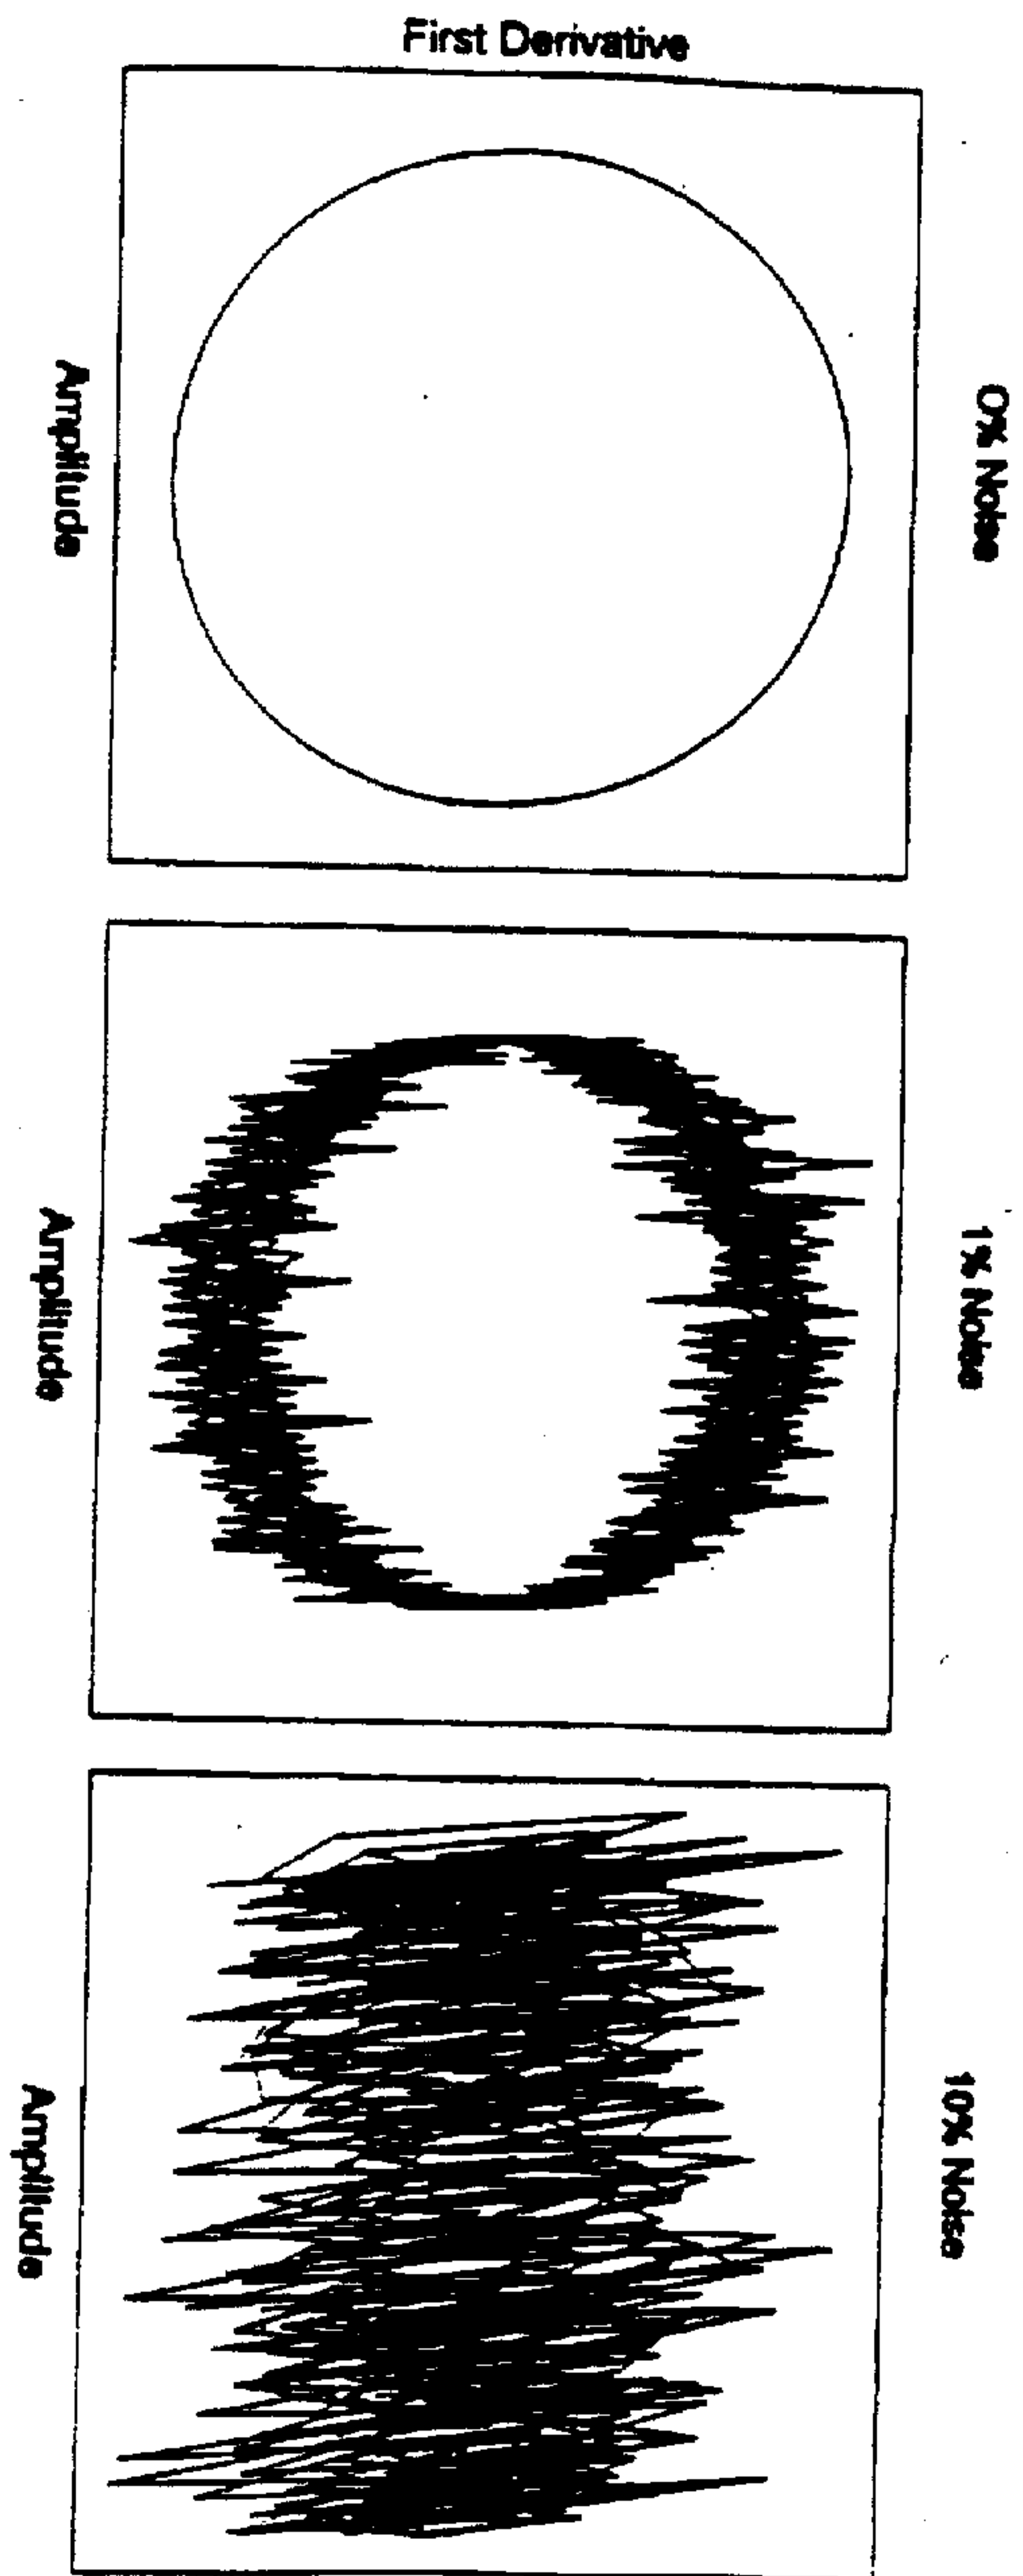 First Derivative
0% Noise
Amplitude
1% Noise
Amplitude
10% Noise
Amplitude